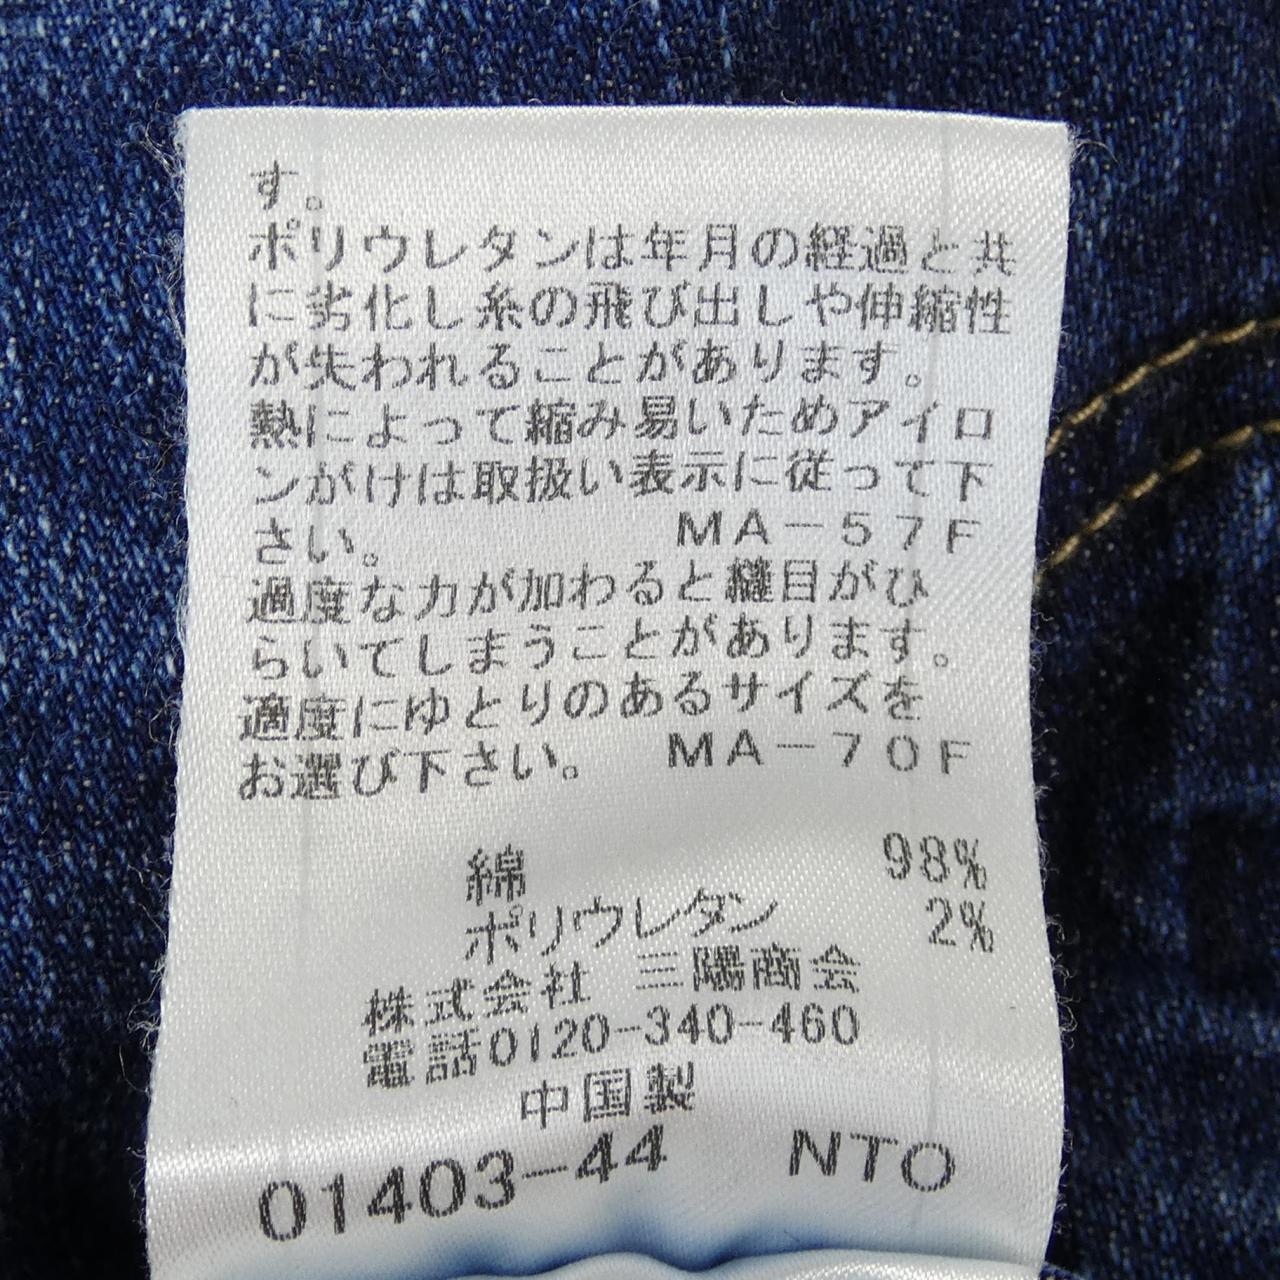 す。
ポリウレタンは年月の経過と共
に劣化し糸の飛び出しや伸縮性
が失われることがあります。
熱によって縮み易いためアイロ
ンがけは取扱い表示に従って下
さい。 MA－57F
過度な力が加わると縫目がひ
らいてしまうことがあります。
適度にゆとりのあるサイズを
お選び下さい。 MA－70F
綿 98%
ポリウレタン 2%
株式会社 三陽商会
電話0120-340-460
中国製
01403-44 NTO